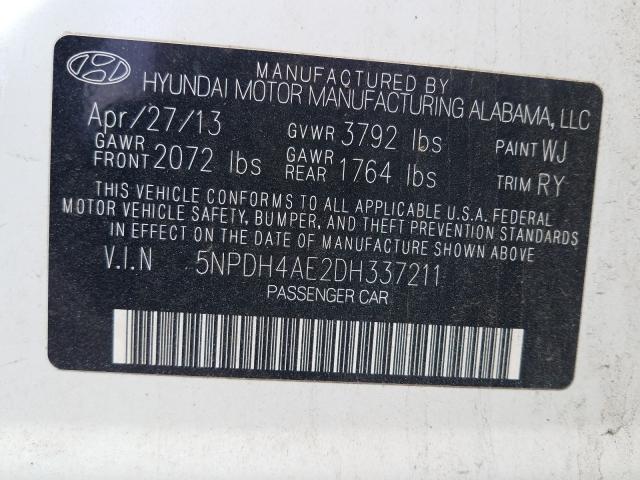 MANUFACTURED BY
HYUNDAI MOTOR MANUFACTURING ALABAMA, LLC
Apr/27/13 GVWR 3792 lbs PAINT WJ
GAWR FRONT 2072 lbs GAWR REAR 1764 lbs TRIM RY
THIS VEHICLE CONFORMS TO ALL APPLICABLE U.S.A. FEDERAL
MOTOR VEHICLE SAFETY, BUMPER, AND THEFT PREVENTION STANDARDS
IN EFFECT ON THE DATE OF MANUFACTURE SHOWN ABOVE
V.I.N 5NPDH4AE2DH337211
PASSENGER CAR